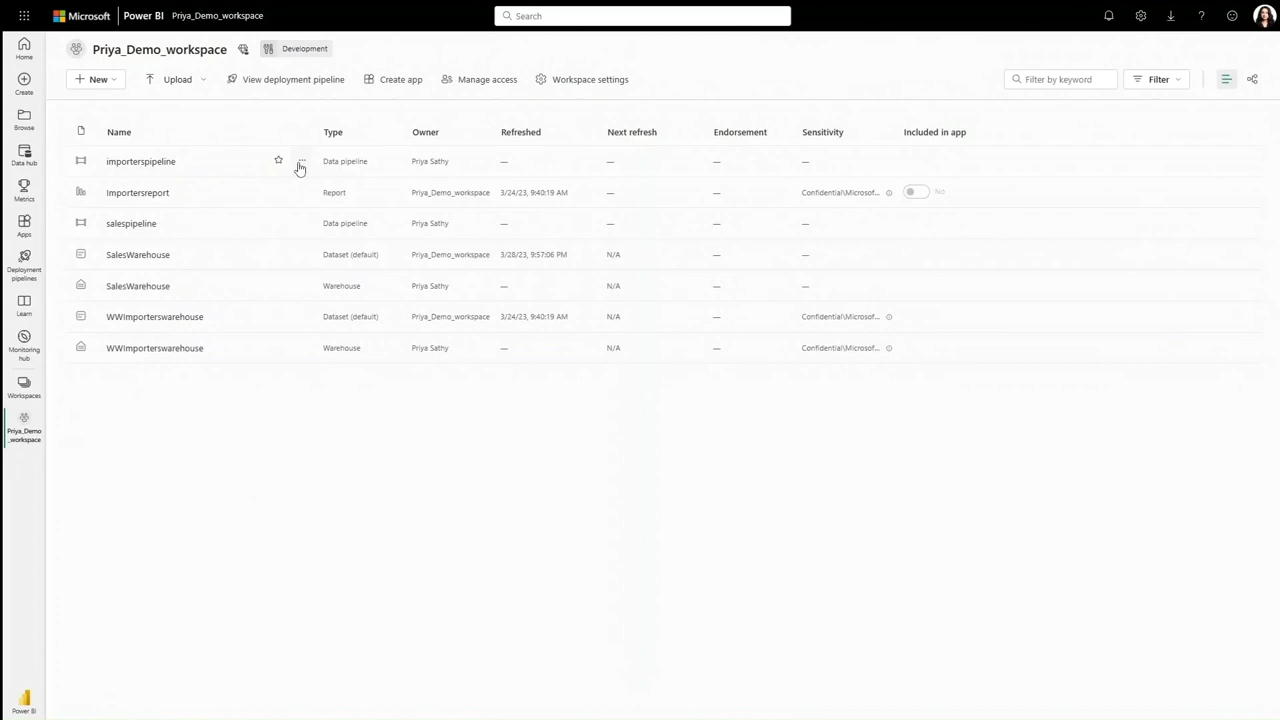 Microsoft Power BI Priya_Demo_workspace Search
Home
Create
Browse
Data hub
Metrics
Apps
Deployment
pipelines
Learn
Monitoring
hub
Workspaces
Priya_Demo
_workspace
Power BI
Priya_Demo_workspace Development
New Upload View deployment pipeline Create app Manage access Workspace settings Filter by keyword Filter
Name Type Owner Refreshed Next refresh Endorsement Sensitivity Included in app
importerspipeline Data pipeline Priya Sathy — — — —
Importersreport Report Priya_Demo_workspace 3/24/23, 9:40:19 AM — — Confidential\Microsof... No
salespipeline Data pipeline Priya Sathy — — — —
SalesWarehouse Dataset (default) Priya_Demo_workspace 3/28/23, 9:57:06 PM N/A — —
SalesWarehouse Warehouse Priya Sathy — N/A — —
WWImporterswarehouse Dataset (default) Priya_Demo_workspace 3/24/23, 9:40:19 AM N/A — Confidential\Microsof...
WWImporterswarehouse Warehouse Priya Sathy — N/A — Confidential\Microsof...